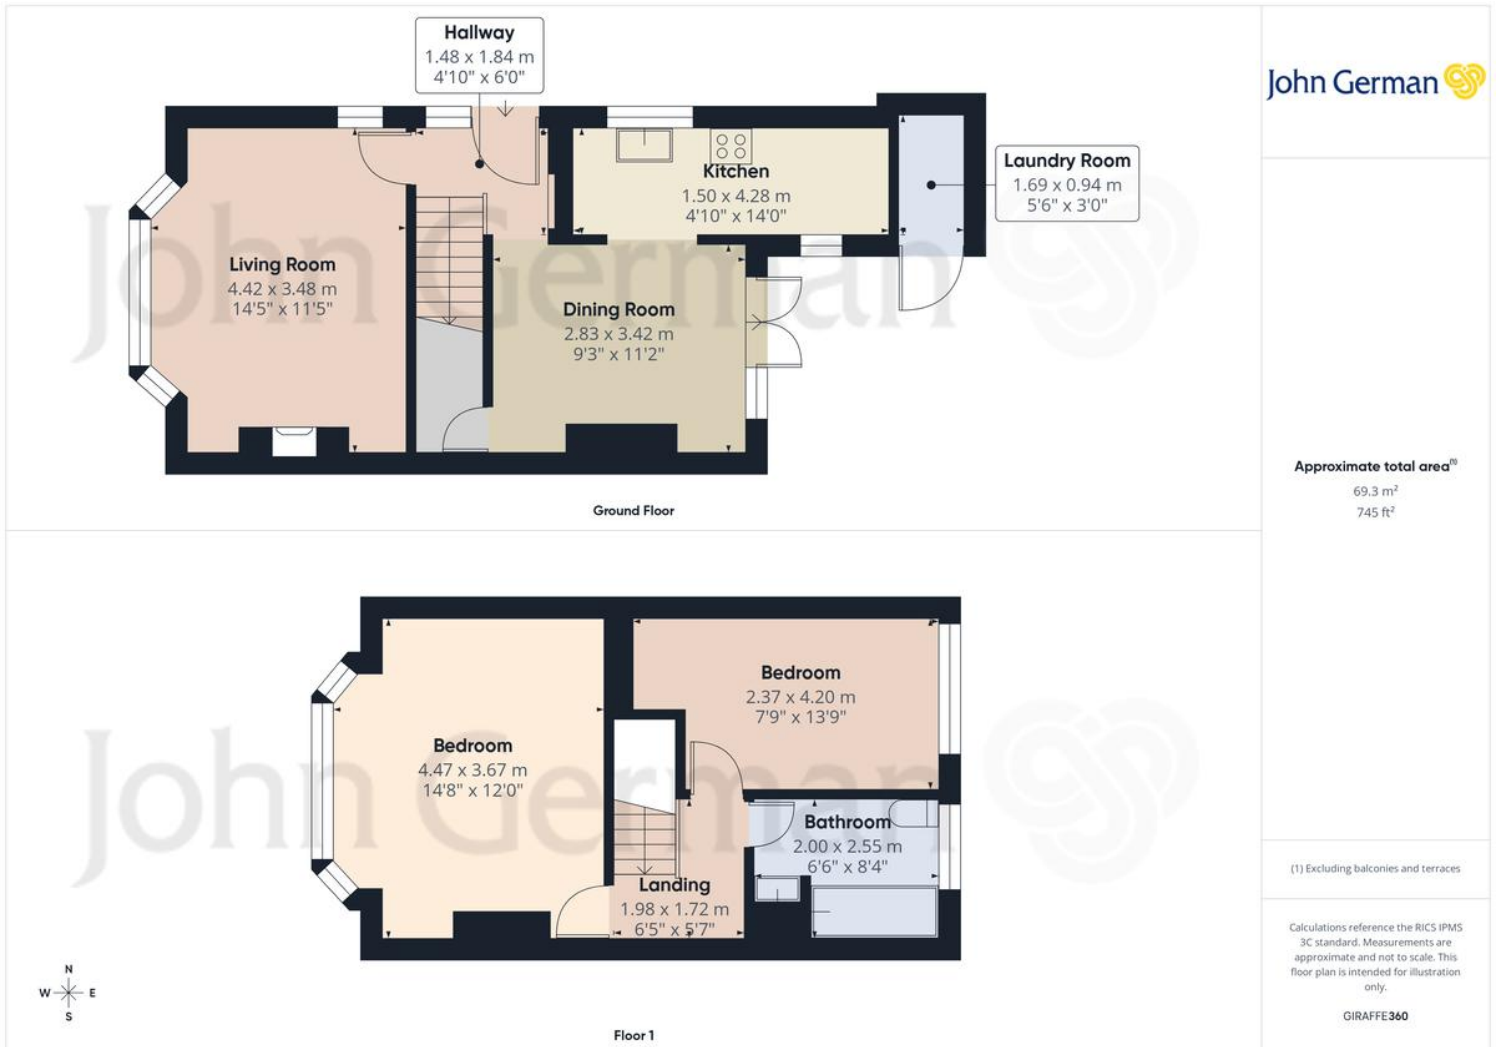 Hallway
1.48 x 1.84 m
4'10" x 6'0"
John German
Kitchen
1.50 x 4.28 m
4'10" x 14'0"
Laundry Room
1.69 x 0.94 m
5'6" x 3'0"
Living Room
4.42 x 3.48 m
14'5" x 11'5"
Dining Room
2.83 x 3.42 m
9'3" x 11'2"
John German
Ground Floor
Approximate total area(1)
69.3 m²
745 ft²
Bedroom
2.37 x 4.20 m
7'9" x 13'9"
Bedroom
4.47 x 3.67 m
14'8" x 12'0"
Bathroom
2.00 x 2.55 m
6'6" x 8'4"
Landing
1.98 x 1.72 m
6'5" x 5'7"
John German
N
W E
S
Floor 1
(1) Excluding balconies and terraces
Calculations reference the RICS IPMS
3C standard. Measurements are
approximate and not to scale. This
floor plan is intended for illustration
only.
GIRAFFE360